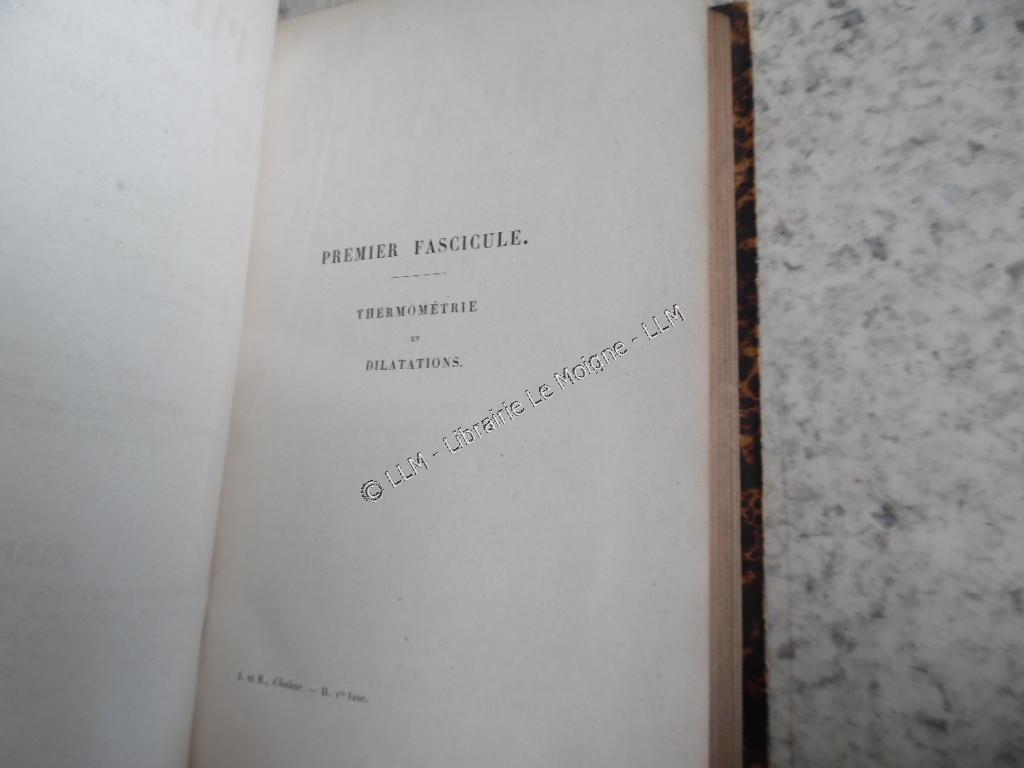 PREMIER FASCICULE.
THERMOMÉTRIE
ET
DILATATIONS.
© LLM - Librairie Le Moigne - LLM
J. et B., Chaleur. — II. 1er fasc.